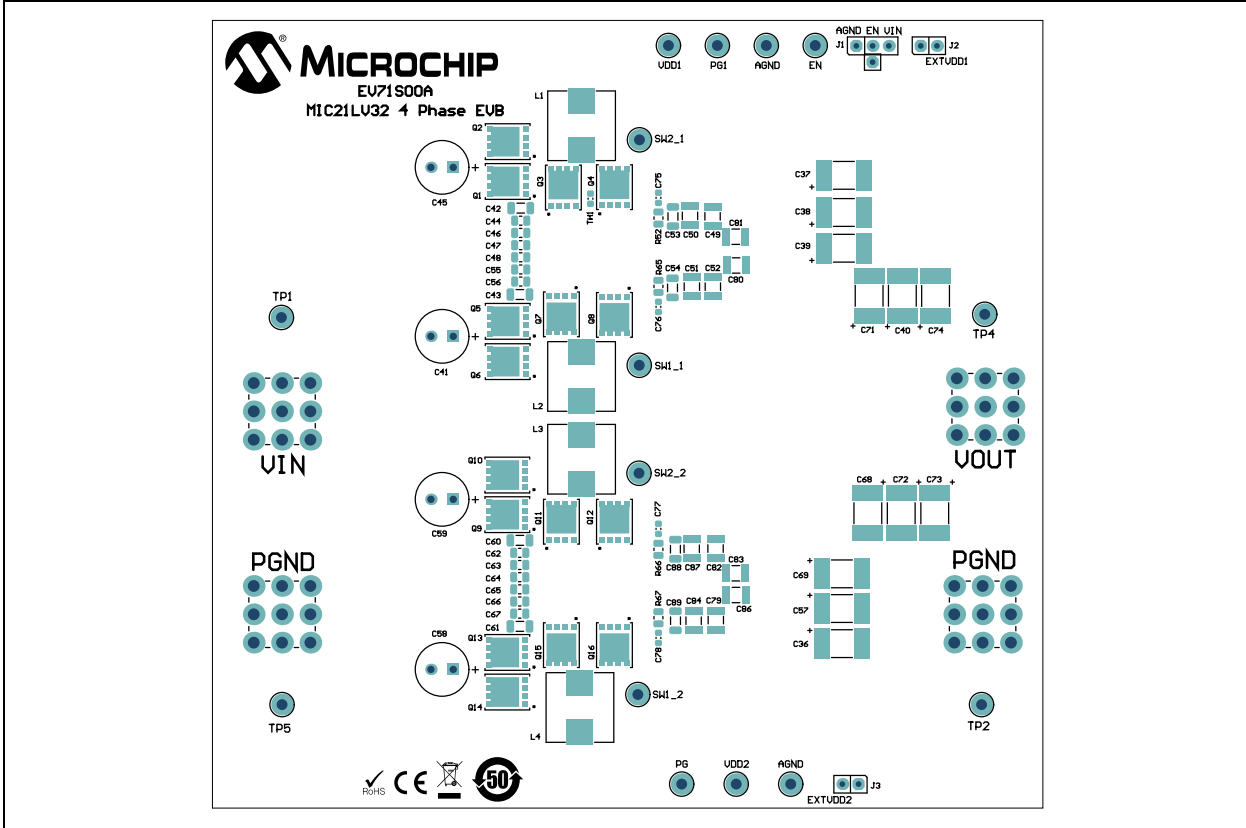 MICROCHIP ®
EV71S00A
MIC21LV32 4 Phase EVB
VDD1 PG1 AGND EN
AGND EN VIN
J1 J2
EXTVDD1
L1
Q2
SW2_1
+
Q1
C45
Q3
TM1
Q4
C42
C44
C46
C47
C48
C55
C56
C43
C75
R52 C53 C50 C49 C81
R65 C54 C51 C52 C80
C76
C37
+
C38
+
C39
+
C71 + C40 + C74 +
TP1
TP4
Q5
+
C41
Q6
Q7
Q8
SW1_1
L2
VIN
VOUT
L3
SW2_2
Q10
+
Q9
C59
Q11
Q12
C68 + C72 + C73 +
C60
C62
C63
C64
C65
C66
C67
C61
C77
R66 C88 C87 C82 C83
R67 C89 C84 C79 C86
C78
PGND
PGND
+
C69
+
C57
+
C36
C58
Q13
+
Q14
Q15
Q16
SW1_2
L4
TP5
TP2
RoHS
CE
50
PG VDD2 AGND
J3
EXTVDD2